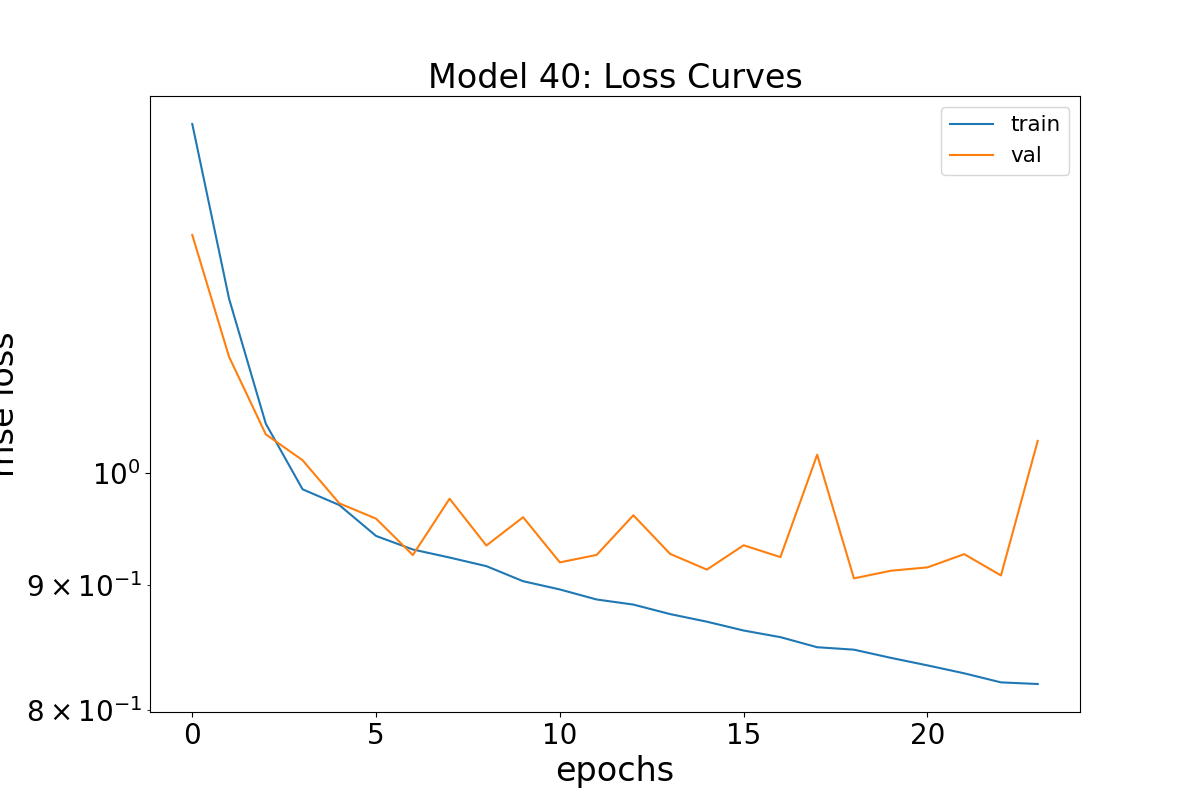 Model 40: Loss Curves
train
val
loss
10⁰
9 × 10⁻¹
8 × 10⁻¹
0 5 10 15 20
epochs